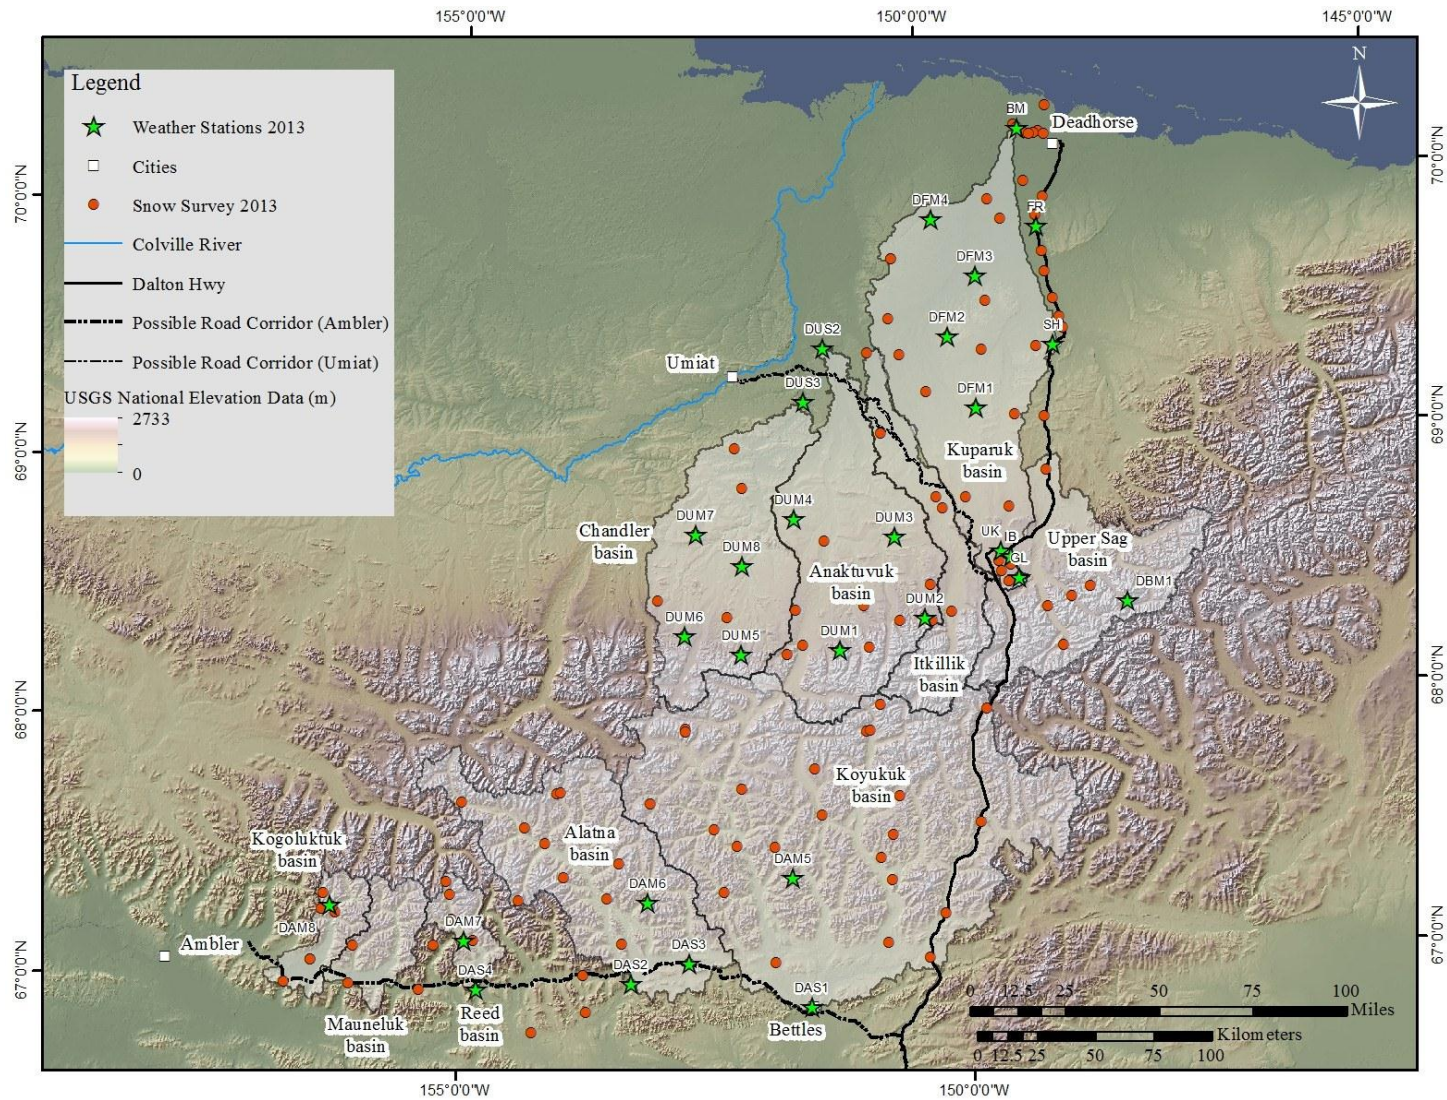 155°0'0"W
150°0'0"W
145°0'0"W
Legend
Weather Stations 2013
Cities
Snow Survey 2013
Colville River
Dalton Hwy
Possible Road Corridor (Ambler)
Possible Road Corridor (Umiat)
USGS National Elevation Data (m)
2733
0
N
BM
Deadhorse
70°0'0"N
70°0'0"N
DFM4
FR
DFM3
DFM2
SH
DUS2
Umiat
DUS3
DFM1
69°0'0"N
69°0'0"N
Kuparuk
basin
DUM4
DUM7
DUM3
Chandler
basin
UK
IB
GL
Upper Sag
basin
DUM8
Anaktuvuk
basin
DBM1
DUM2
DUM6
DUM5
DUM1
Itkillik
basin
68°0'0"N
68°0'0"N
Koyukuk
basin
Kogoluktuk
basin
Alatna
basin
DAM5
DAM6
DAM8
DAM7
Ambler
67°0'0"N
67°0'0"N
DAS3
DAS4
DAS2
DAS1
Mauneluk
basin
Reed
basin
Bettles
0 12.5 25 50 75 100
Miles
Kilometers
0 12.5 25 50 75 100
155°0'0"W
150°0'0"W